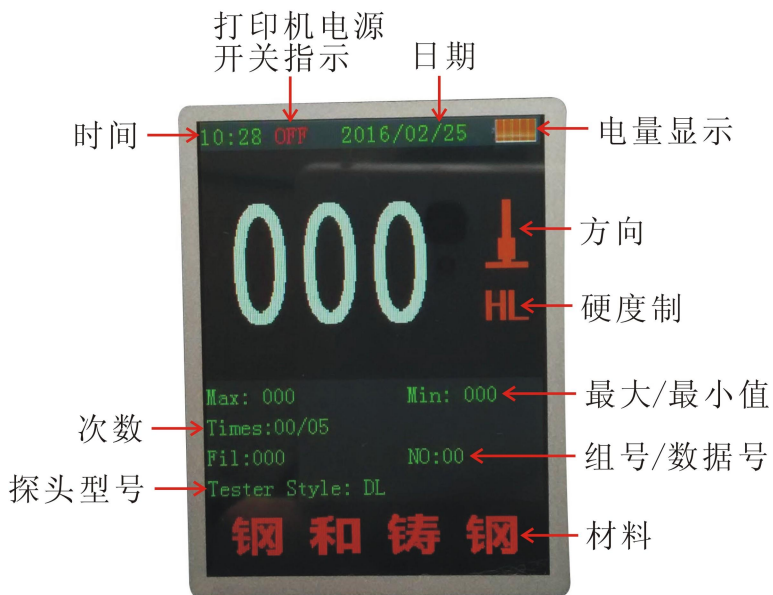 打印机电源
开关指示
日期
时间
10:28 OFF 2016/02/25
电量显示
000
方向
HL
硬度制
Max: 000 Min: 000
最大/最小值
次数
Times:00/05
Fil:000 NO:00
组号/数据号
探头型号
Tester Style: DL
钢和铸钢
材料